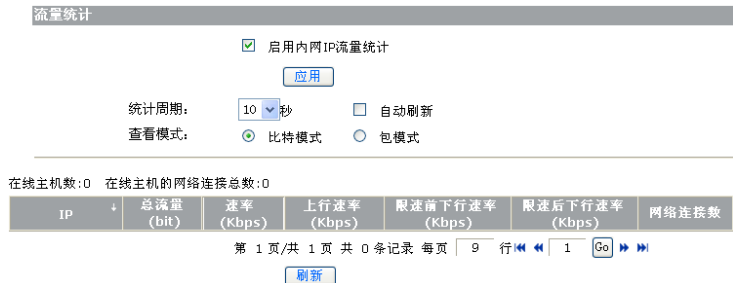 流量统计
启用内网IP流量统计
应用
统计周期: 10 秒 自动刷新
查看模式: 比特模式 包模式
在线主机数:0 在线主机的网络连接总数:0
IP 总流量(bit) 速率(Kbps) 上行速率(Kbps) 限速前下行速率(Kbps) 限速后下行速率(Kbps) 网络连接数
第 1 页/共 1 页 共 0 条记录 每页 9 行 1 Go
刷新